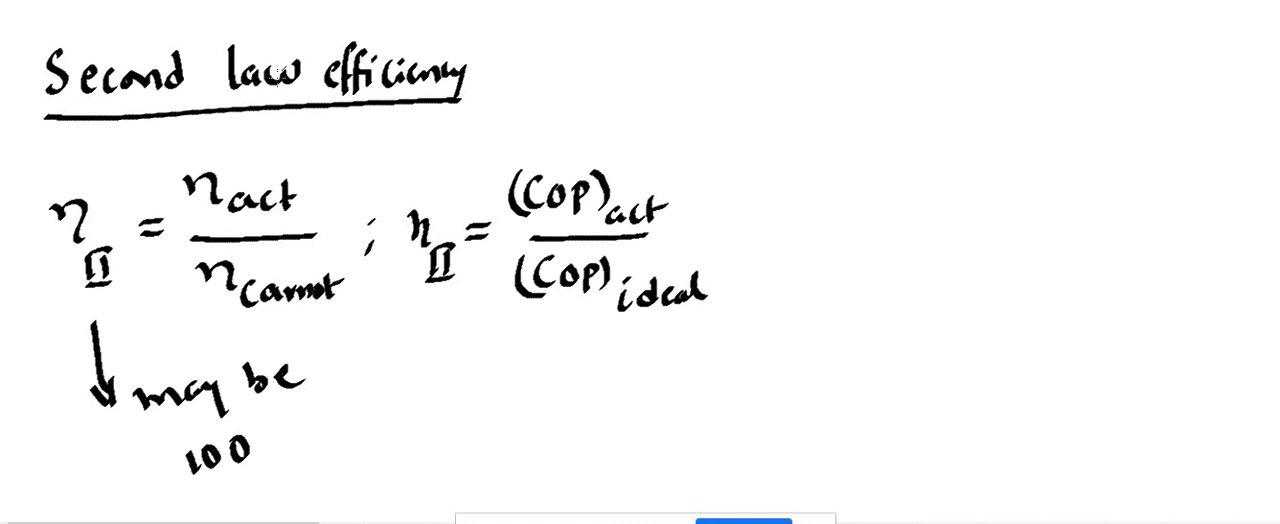 Second law efficiency
η_II = η_act / η_Carnot ; η_II = (COP)_act / (COP)_ideal
↓ may be
100